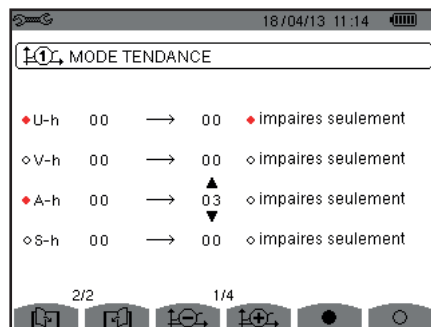 18/04/13 11:14
1 MODE TENDANCE
U-h 00 → 00 impaires seulement
V-h 00 → 00 impaires seulement
A-h 00 → 03 impaires seulement
S-h 00 → 00 impaires seulement
2/2 1/4